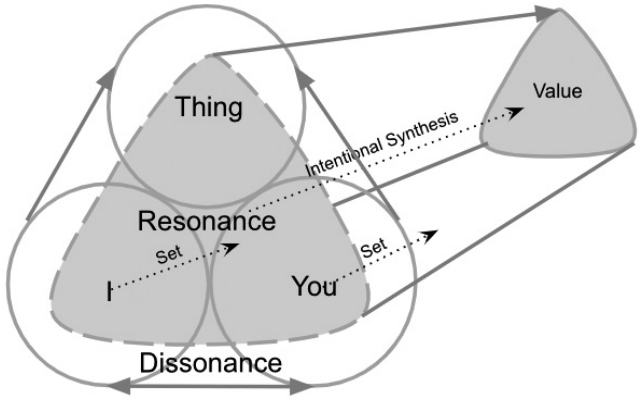 Thing
Value
Intentional Synthesis
Resonance
Set
Set
I
You
Dissonance